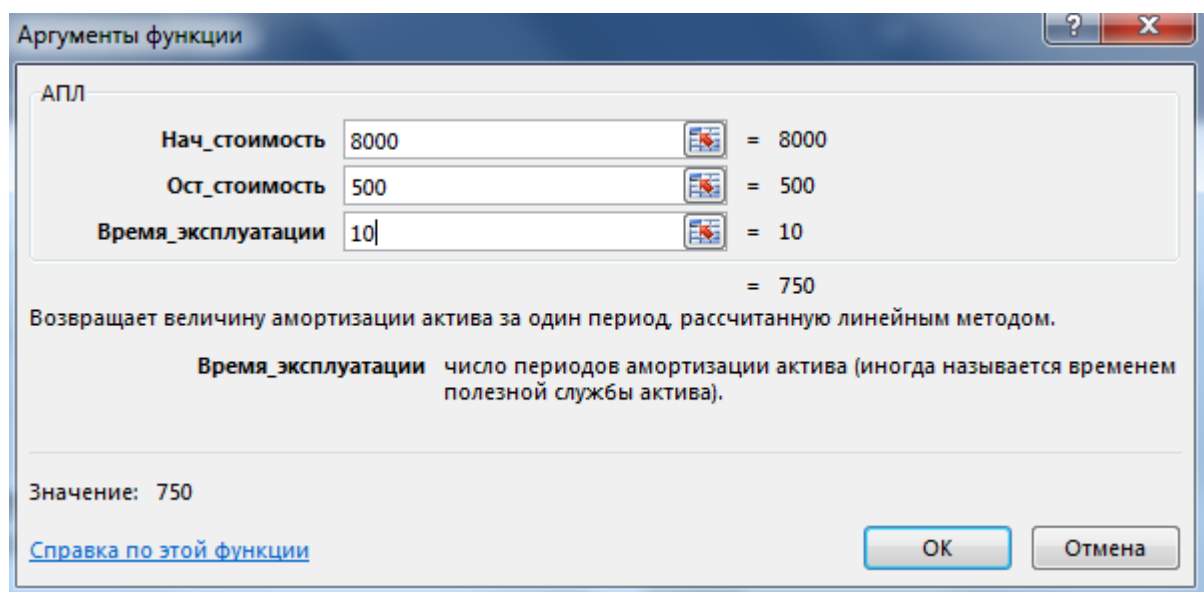 Аргументы функции
? X
АПЛ
Нач_стоимость 8000 = 8000
Ост_стоимость 500 = 500
Время_эксплуатации 10 = 10
= 750
Возвращает величину амортизации актива за один период, рассчитанную линейным методом.
Время_эксплуатации число периодов амортизации актива (иногда называется временем
полезной службы актива).
Значение: 750
Справка по этой функции ОК Отмена